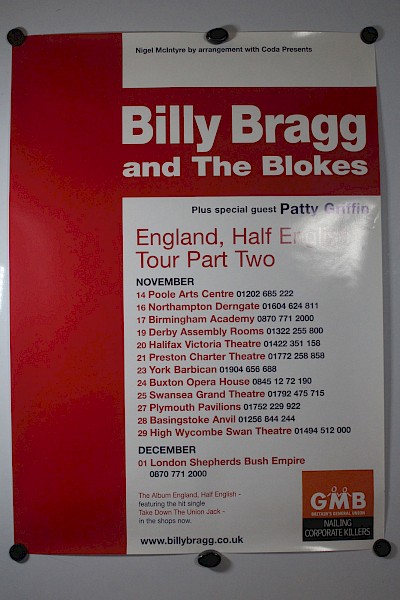 Nigel McIntyre by arrangement with Coda Presents
Billy Bragg
and The Blokes
Plus special guest Patty Griffin
England, Half English
Tour Part Two
NOVEMBER
14 Poole Arts Centre 01202 685 222
16 Northampton Derngate 01604 624 811
17 Birmingham Academy 0870 771 2000
19 Derby Assembly Rooms 01322 255 800
20 Halifax Victoria Theatre 01422 351 158
21 Preston Charter Theatre 01772 258 858
23 York Barbican 01904 656 688
24 Buxton Opera House 0845 12 72 190
25 Swansea Grand Theatre 01792 475 715
27 Plymouth Pavilions 01752 229 922
28 Basingstoke Anvil 01256 844 244
29 High Wycombe Swan Theatre 01494 512 000
DECEMBER
01 London Shepherds Bush Empire
0870 771 2000
The Album England, Half English -
featuring the hit single
Take Down The Union Jack -
in the shops now.
www.billybragg.co.uk
GMB
BRITAIN'S GENERAL UNION
NAILING
CORPORATE KILLERS